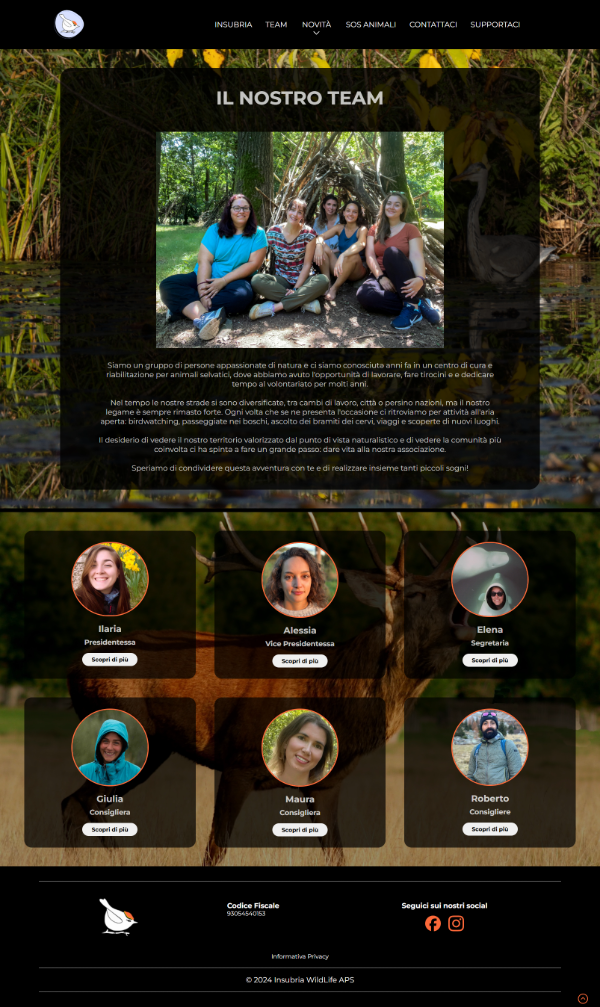 INSUBRIA TEAM NOVITÀ SOS ANIMALI CONTATTACI SUPPORTACI
IL NOSTRO TEAM
Siamo un gruppo di persone appassionate di natura e ci siamo conosciute anni fa in un centro di cura e
riabilitazione per animali selvatici, dove abbiamo avuto l'opportunità di lavorare, fare tirocini e e dedicare
tempo al volontariato per molti anni.
Nel tempo le nostre strade si sono diversificate, tra cambi di lavoro, città o persino nazioni, ma il nostro
legame è sempre rimasto forte. Ogni volta che se ne presenta l'occasione ci ritroviamo per attività all'aria
aperta: birdwatching, passeggiate nei boschi, ascolto dei bramiti dei cervi, viaggi e scoperte di nuovi luoghi.
Il desiderio di vedere il nostro territorio valorizzato dal punto di vista naturalistico e di vedere la comunità più
coinvolta ci ha spinto a fare un grande passo: dare vita alla nostra associazione.
Speriamo di condividere questa avventura con te e di realizzare insieme tanti piccoli sogni!
Ilaria
Presidentessa
Scopri di più
Alessia
Vice Presidentessa
Scopri di più
Elena
Segretaria
Scopri di più
Giulia
Consigliera
Scopri di più
Maura
Consigliera
Scopri di più
Roberto
Consigliere
Scopri di più
Codice Fiscale
93054540153
Seguici sui nostri social
Informativa Privacy
© 2024 Insubria WildLife APS